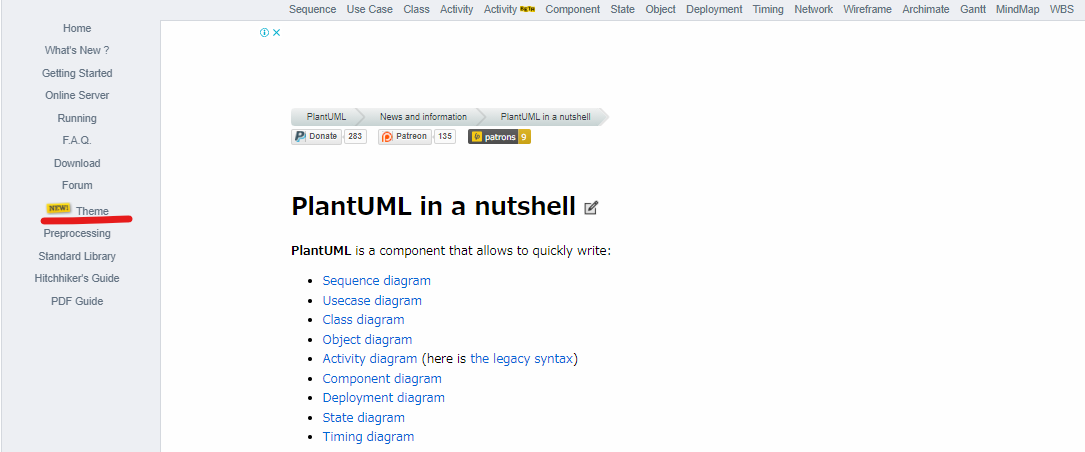 Sequence Use Case Class Activity Activity BETA Component State Object Deployment Timing Network Wireframe Archimate Gantt MindMap WBS
Home
What's New ?
Getting Started
Online Server
Running
F.A.Q.
Download
Forum
NEW! Theme
Preprocessing
Standard Library
Hitchhiker's Guide
PDF Guide
PlantUML News and information PlantUML in a nutshell
Donate 283 Patreon 135 patrons 9
PlantUML in a nutshell
PlantUML is a component that allows to quickly write:
• Sequence diagram
• Usecase diagram
• Class diagram
• Object diagram
• Activity diagram (here is the legacy syntax)
• Component diagram
• Deployment diagram
• State diagram
• Timing diagram